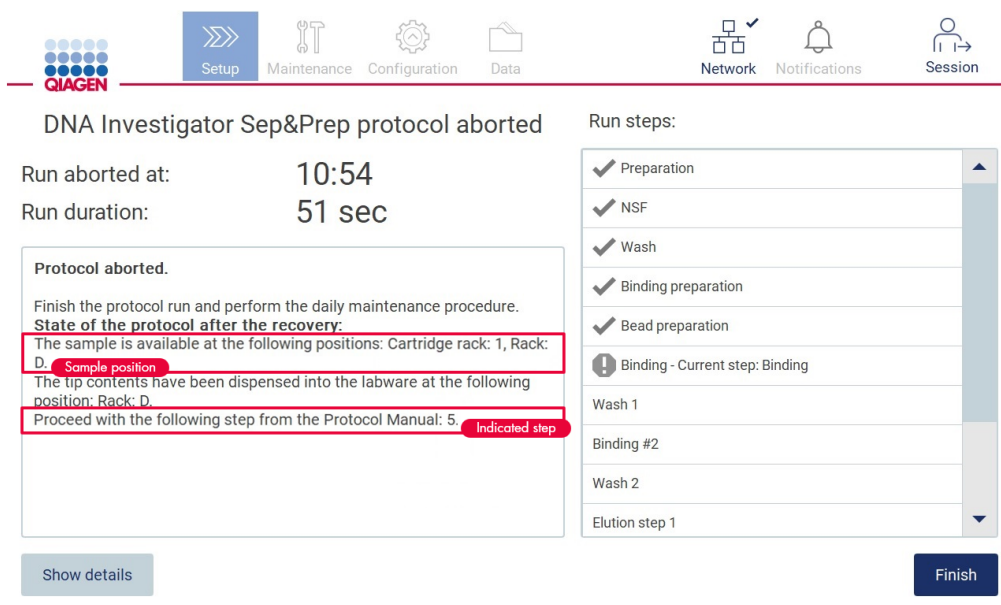 Setup
Maintenance
Configuration
Data
Network
Notifications
Session
QIAGEN
DNA Investigator Sep&Prep protocol aborted
Run aborted at:
10:54
Run duration:
51 sec
Protocol aborted.
Finish the protocol run and perform the daily maintenance procedure.
State of the protocol after the recovery:
The sample is available at the following positions: Cartridge rack: 1, Rack:
D.
Sample position
The tip contents have been dispensed into the labware at the following
position: Rack: D.
Proceed with the following step from the Protocol Manual: 5.
Indicated step
Run steps:
Preparation
NSF
Wash
Binding preparation
Bead preparation
Binding - Current step: Binding
Wash 1
Binding #2
Wash 2
Elution step 1
Show details
Finish